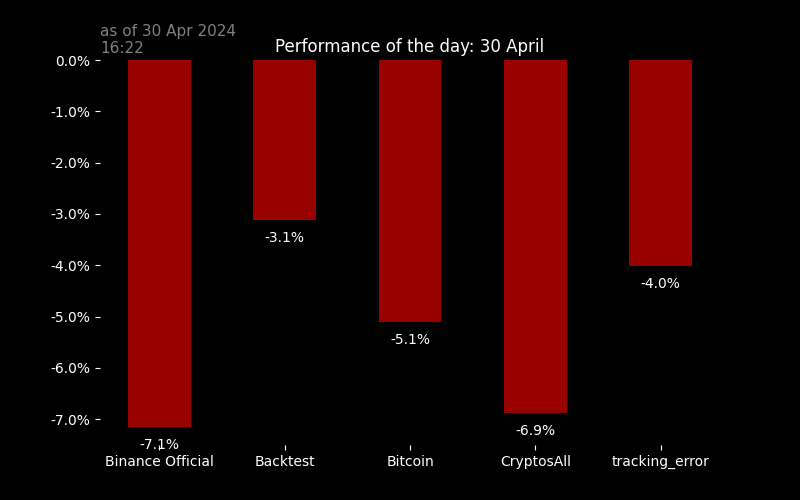 as of 30 Apr 2024
16:22
Performance of the day: 30 April
0.0%
-1.0%
-2.0%
-3.0%
-4.0%
-5.0%
-6.0%
-7.0%
-7.1%
-3.1%
-5.1%
-6.9%
-4.0%
Binance Official
Backtest
Bitcoin
CryptosAll
tracking_error